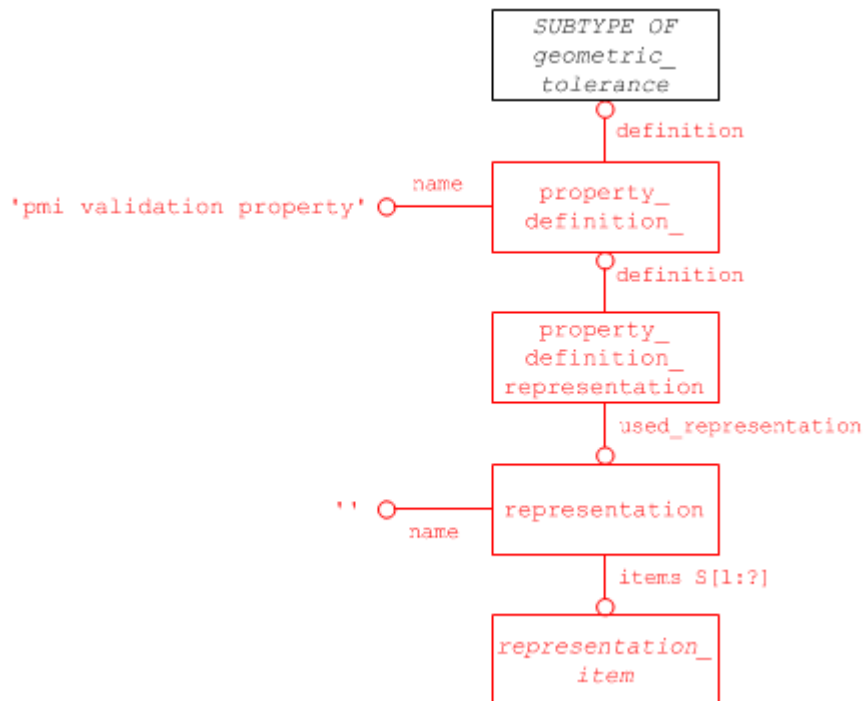 SUBTYPE OF
geometric_
tolerance
definition
name
'pmi validation property'
property_
definition_
definition
property_
definition_
representation
used_representation
''
name
representation
items S[1:?]
representation_
item